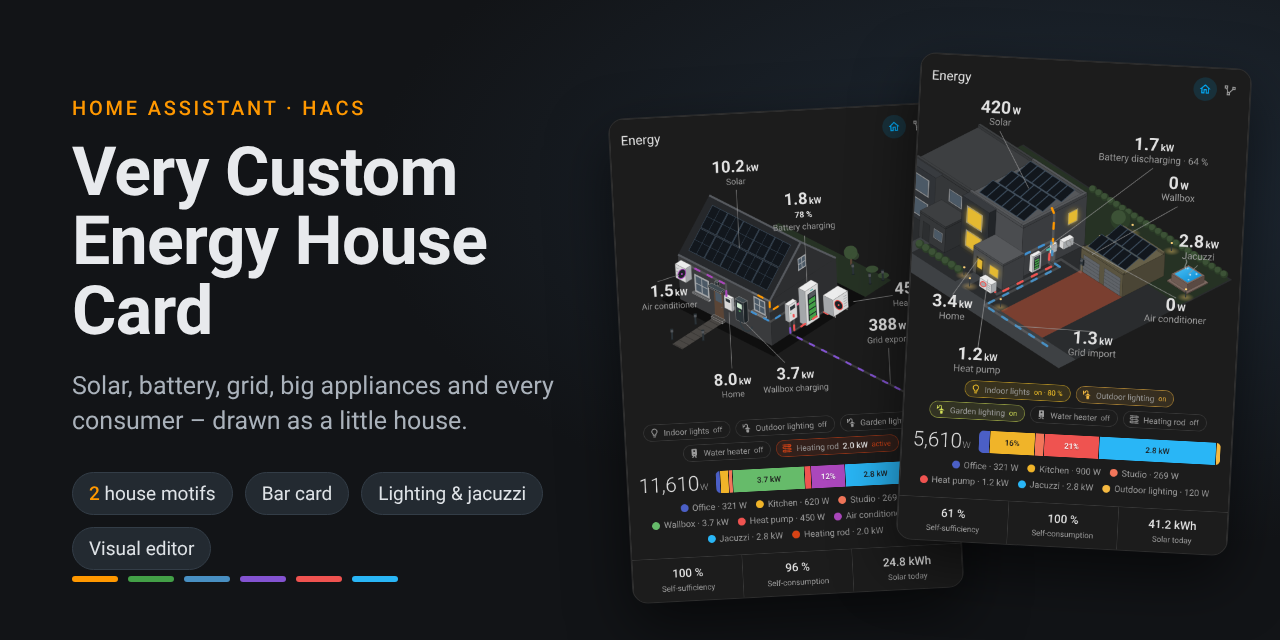 HOME ASSISTANT · HACS
Very Custom
Energy House
Card
Solar, battery, grid, big appliances and every
consumer – drawn as a little house.
2 house motifs
Bar card
Lighting & jacuzzi
Visual editor
Energy
10.2 kW
Solar
1.8 kW
78 %
Battery charging
1.5 kW
Air conditioner
388 W
Grid export
8.0 kW
Home
3.7 kW
Wallbox charging
Indoor lights off
Outdoor lighting off
Water heater off
Heating rod 2.0 kW active
11,610 W
3.7 kW
12%
2.8 kW
Office · 321 W
Kitchen · 620 W
Studio · 269
Wallbox · 3.7 kW
Heat pump · 450 W
Air conditioner
Jacuzzi · 2.8 kW
Heating rod · 2.0 kW
100 %
Self-sufficiency
96 %
Self-consumption
24.8 kWh
Solar today
Energy
420 W
Solar
1.7 kW
Battery discharging · 64 %
0 W
Wallbox
2.8 kW
Jacuzzi
0 W
Air conditioner
3.4 kW
Home
1.3 kW
Grid import
1.2 kW
Heat pump
Indoor lights on · 80 %
Outdoor lighting on
Garden lighting on
Water heater off
Heating rod off
5,610 W
16%
21%
2.8 kW
Office · 321 W
Kitchen · 900 W
Studio · 269 W
Heat pump · 1.2 kW
Jacuzzi · 2.8 kW
Outdoor lighting · 120 W
61 %
Self-sufficiency
100 %
Self-consumption
41.2 kWh
Solar today